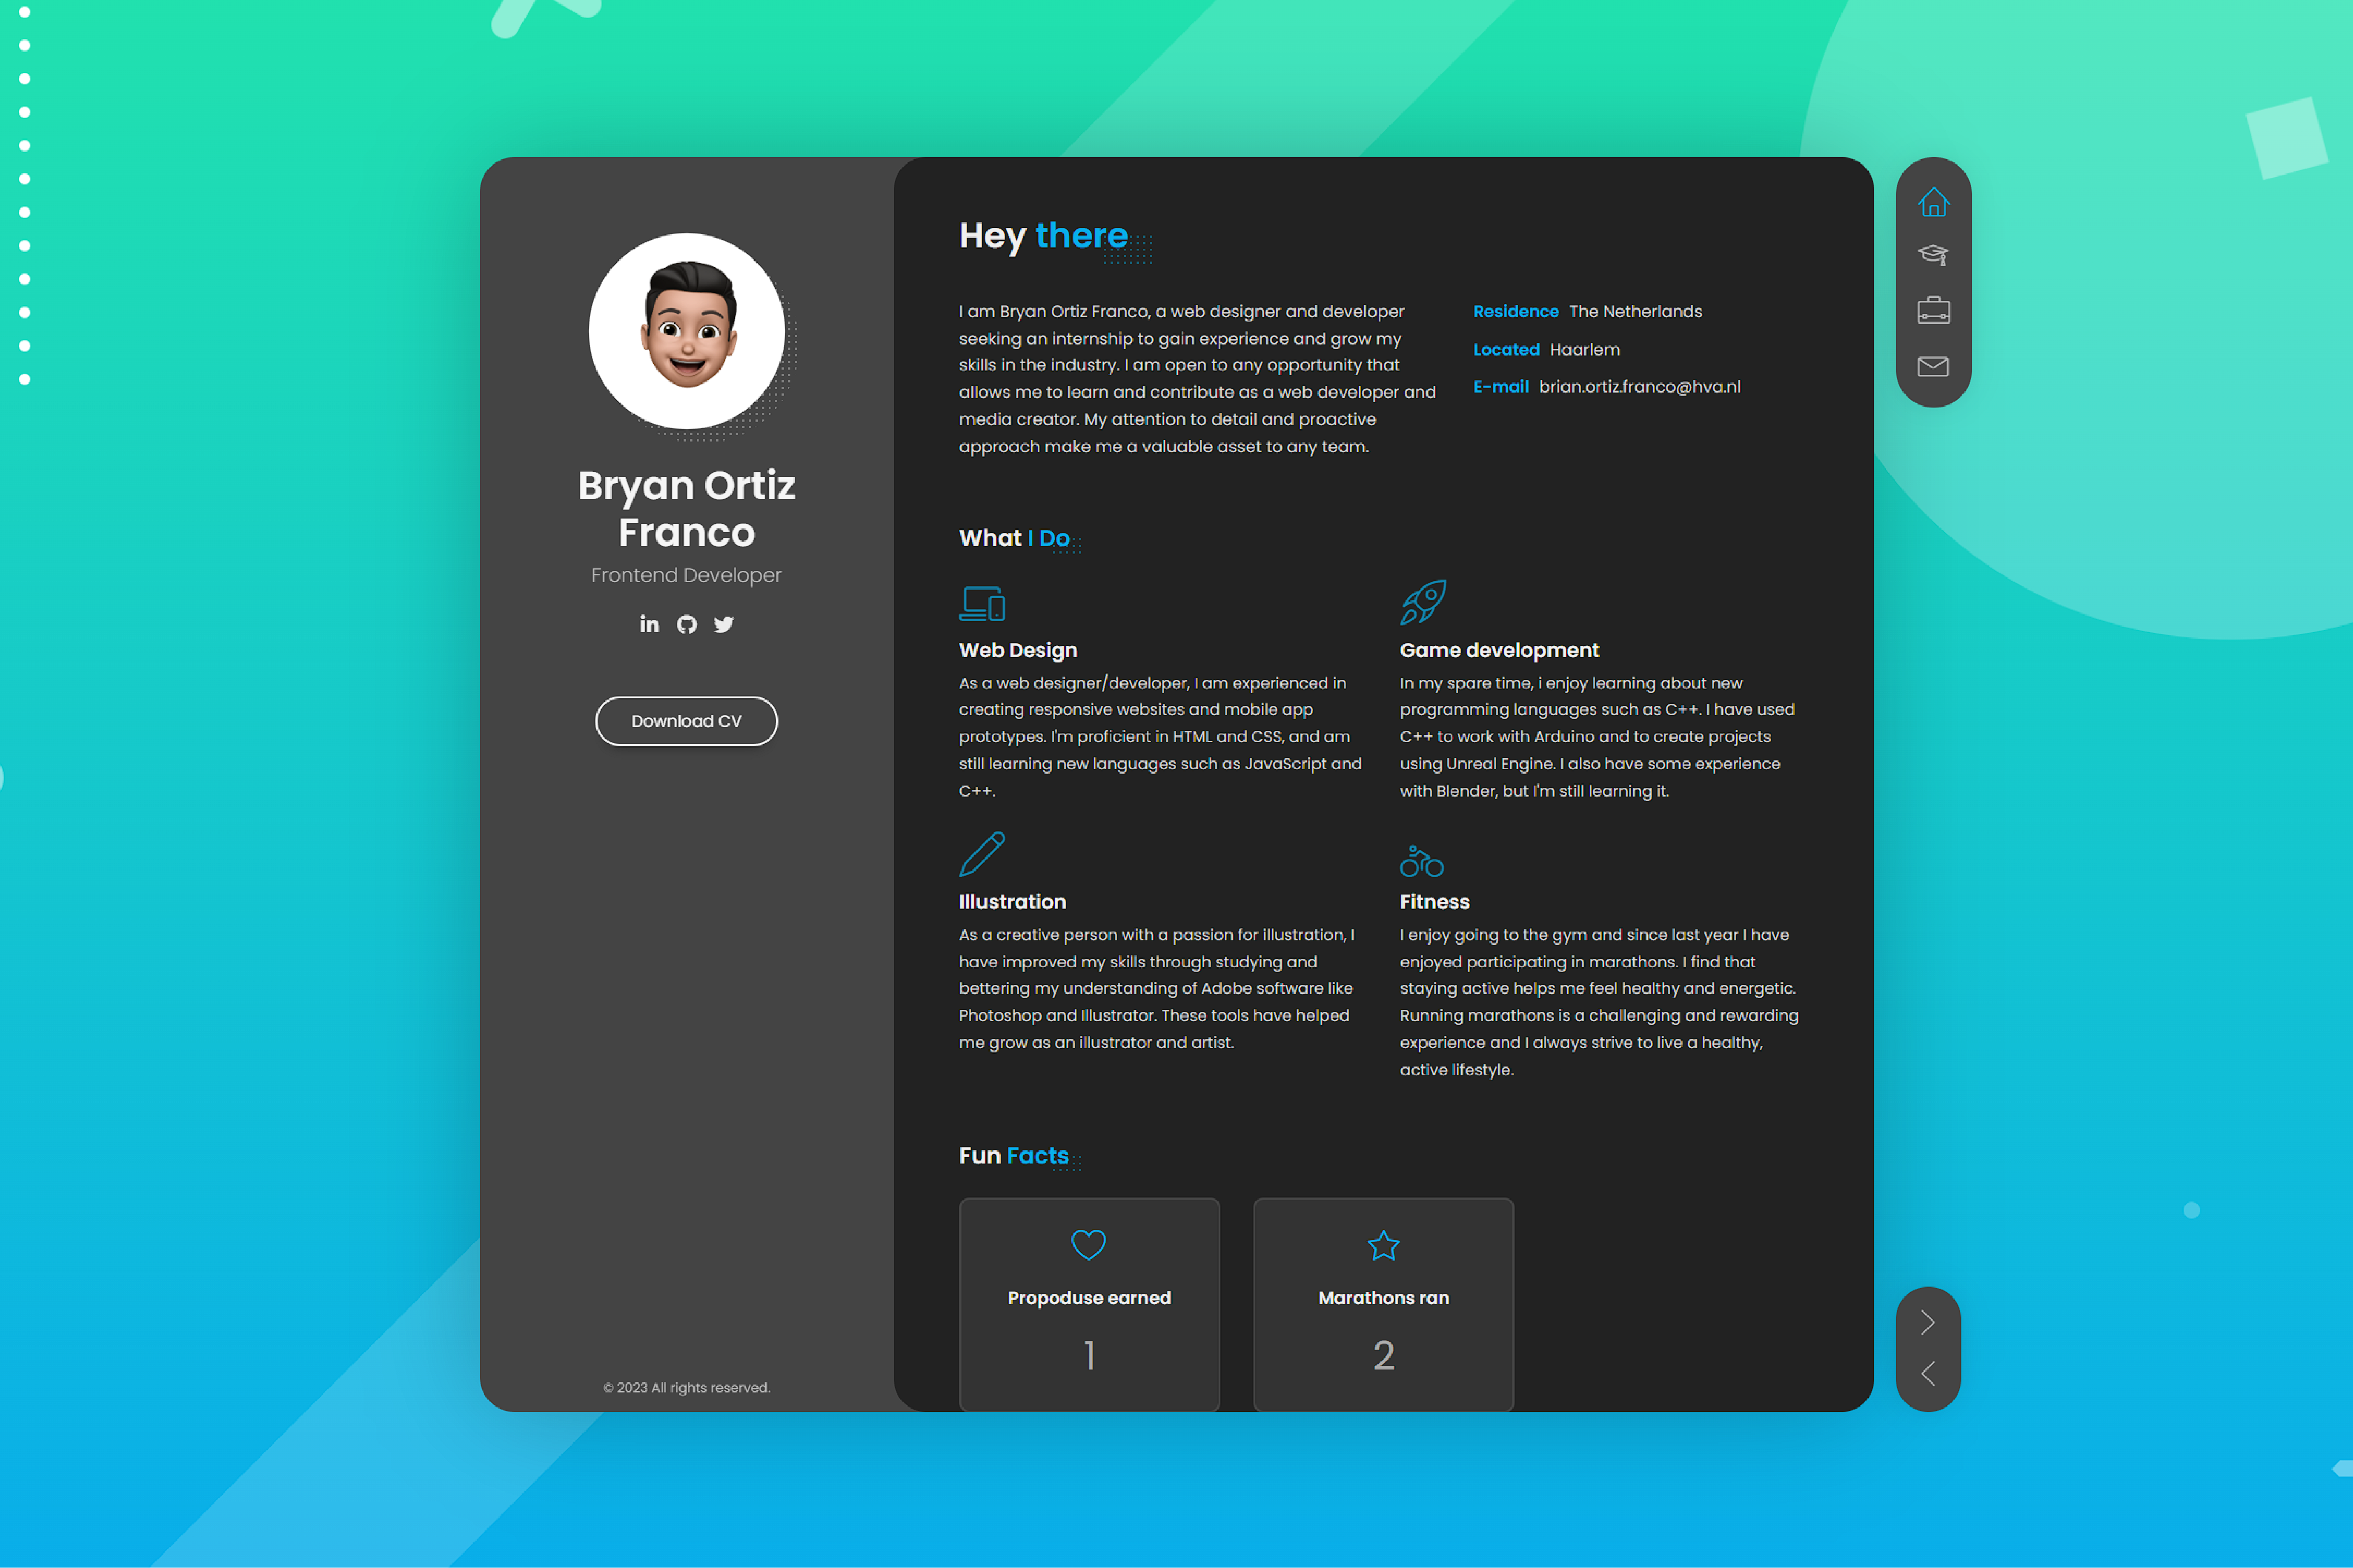 Bryan Ortiz
Franco
Frontend Developer
in
Download CV
© 2023 All rights reserved.
Hey there
I am Bryan Ortiz Franco, a web designer and developer
seeking an internship to gain experience and grow my
skills in the industry. I am open to any opportunity that
allows me to learn and contribute as a web developer and
media creator. My attention to detail and proactive
approach make me a valuable asset to any team.
Residence The Netherlands
Located Haarlem
E-mail brian.ortiz.franco@hva.nl
What I Do
Web Design
As a web designer/developer, I am experienced in
creating responsive websites and mobile app
prototypes. I'm proficient in HTML and CSS, and am
still learning new languages such as JavaScript and
C++.
Game development
In my spare time, i enjoy learning about new
programming languages such as C++. I have used
C++ to work with Arduino and to create projects
using Unreal Engine. I also have some experience
with Blender, but I'm still learning it.
Illustration
As a creative person with a passion for illustration, I
have improved my skills through studying and
bettering my understanding of Adobe software like
Photoshop and Illustrator. These tools have helped
me grow as an illustrator and artist.
Fitness
I enjoy going to the gym and since last year I have
enjoyed participating in marathons. I find that
staying active helps me feel healthy and energetic.
Running marathons is a challenging and rewarding
experience and I always strive to live a healthy,
active lifestyle.
Fun Facts
Propoduse earned
1
Marathons ran
2